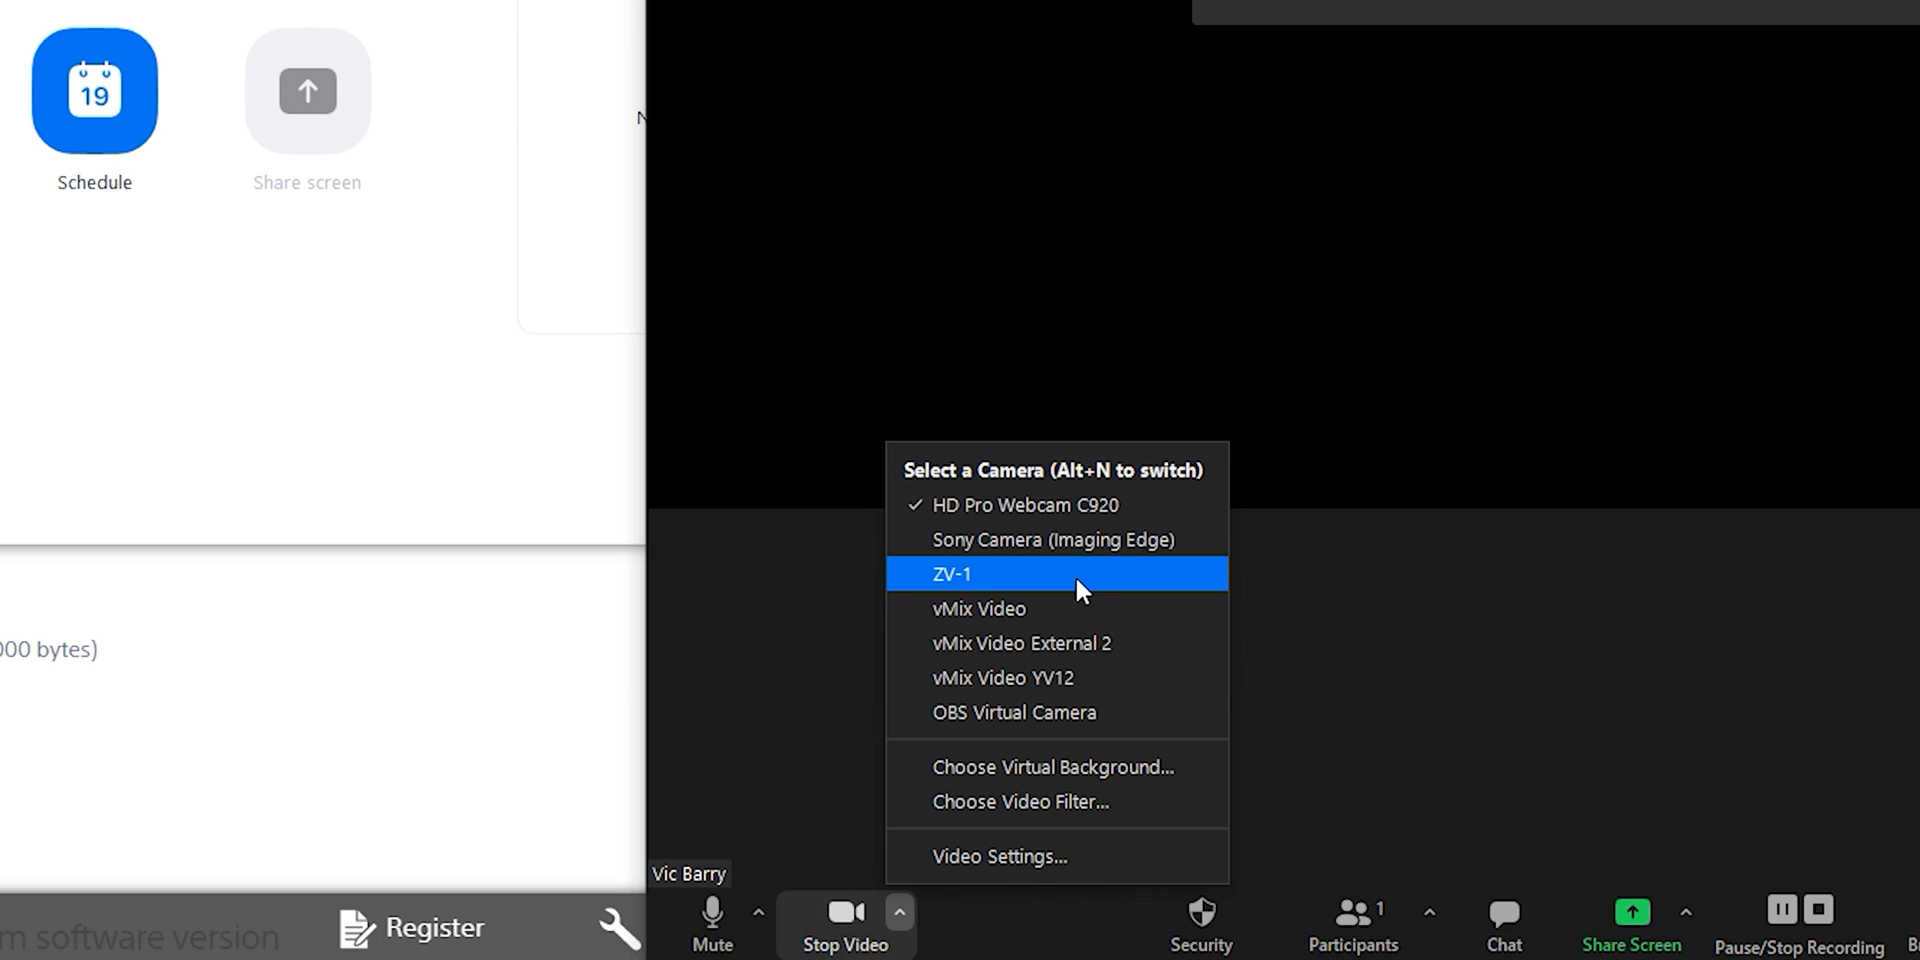 19
Schedule
Share screen
N
000 bytes)
m software version
Register
Select a Camera (Alt+N to switch)
HD Pro Webcam C920
Sony Camera (Imaging Edge)
ZV-1
vMix Video
vMix Video External 2
vMix Video YV12
OBS Virtual Camera
Choose Virtual Background...
Choose Video Filter...
Video Settings...
Vic Barry
Mute
Stop Video
Security
1
Participants
Chat
Share Screen
Pause/Stop Recording